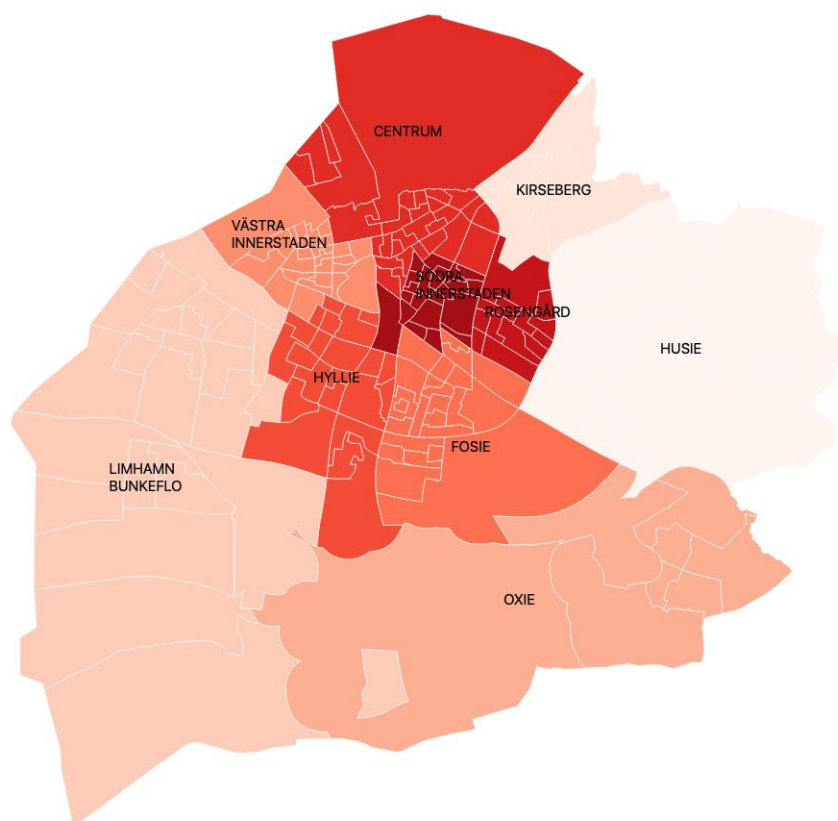 CENTRUM
KIRSEBERG
VÄSTRA
INNERSTADEN
SÖDRA
INNERSTADEN
ROSENGÅRD
HUSIE
HYLLIE
FOSIE
LIMHAMN
BUNKEFLO
OXIE